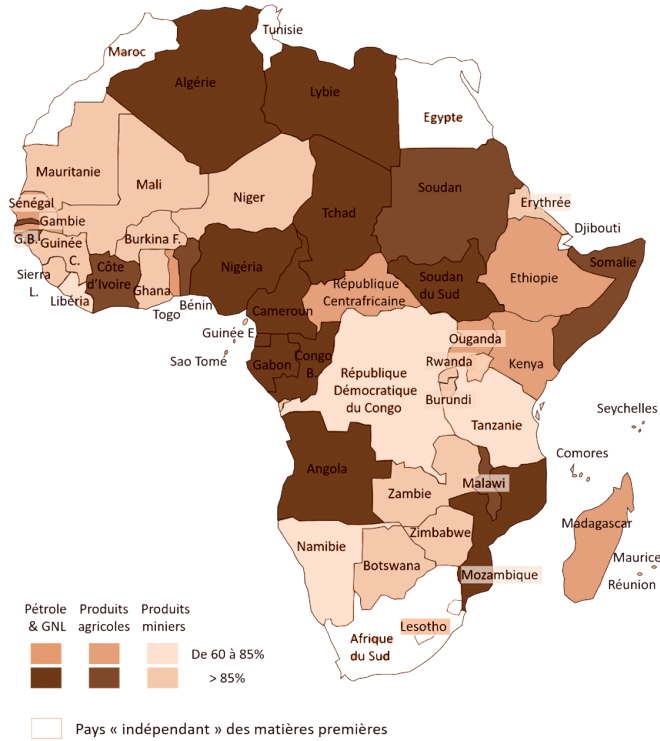 Tunisie
Maroc
Algérie
Lybie
Egypte
Mauritanie
Mali
Niger
Tchad
Soudan
Erythrée
Djibouti
Sénégal
Gambie
G.B.
Guinée
C.
Burkina F.
Sierra
L.
Libéria
Côte
d'Ivoire
Ghana
Togo
Bénin
Nigéria
Cameroun
République
Centrafricaine
Soudan
du Sud
Ethiopie
Somalie
Guinée E.
Sao Tomé
Gabon
Congo
B.
République
Démocratique
du Congo
Ouganda
Rwanda
Burundi
Kenya
Tanzanie
Seychelles
Comores
Angola
Zambie
Malawi
Madagascar
Maurice
Réunion
Namibie
Zimbabwe
Botswana
Mozambique
Lesotho
Afrique
du Sud
Pétrole
& GNL
Produits
agricoles
Produits
miniers
De 60 à 85%
> 85%
Pays « indépendant » des matières premières